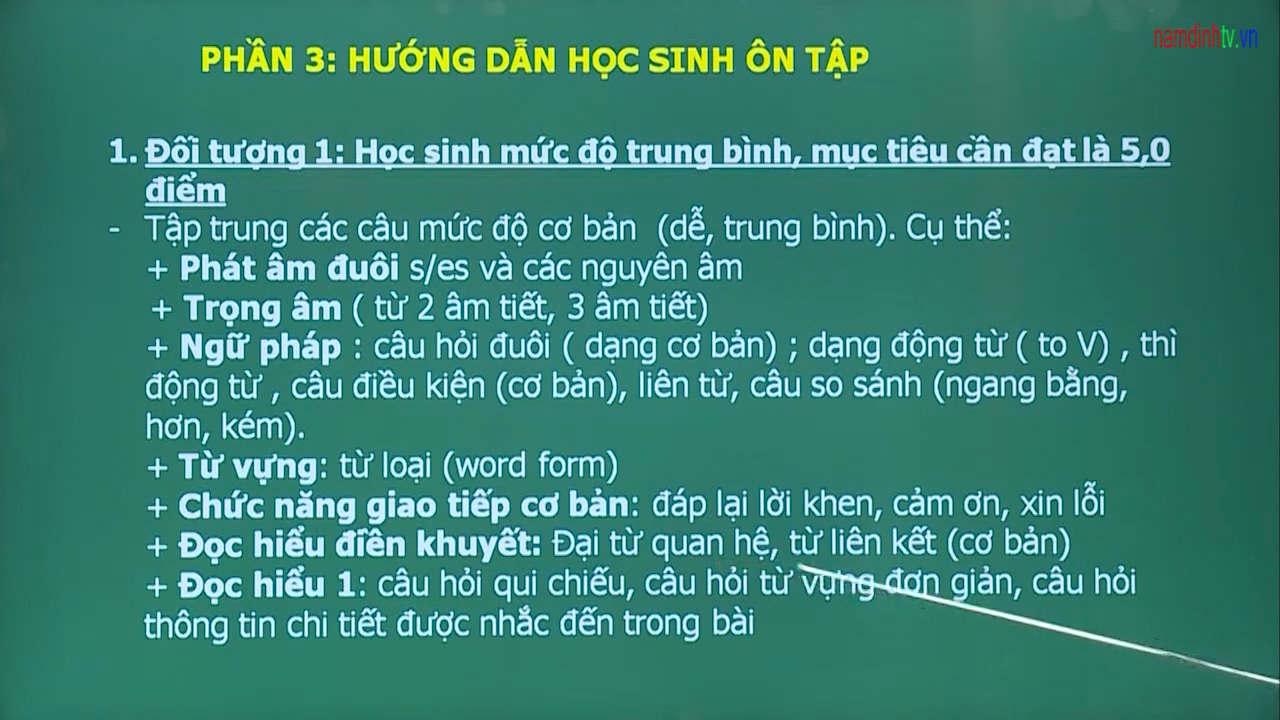 namdinhtv.vn
PHẦN 3: HƯỚNG DẪN HỌC SINH ÔN TẬP
1. Đối tượng 1: Học sinh mức độ trung bình, mục tiêu cần đạt là 5,0
điểm
- Tập trung các câu mức độ cơ bản (dễ, trung bình). Cụ thể:
+ Phát âm đuôi s/es và các nguyên âm
+ Trọng âm ( từ 2 âm tiết, 3 âm tiết)
+ Ngữ pháp : câu hỏi đuôi ( dạng cơ bản) ; dạng động từ ( to V) , thì
động từ , câu điều kiện (cơ bản), liên từ, câu so sánh (ngang bằng,
hơn, kém).
+ Từ vựng: từ loại (word form)
+ Chức năng giao tiếp cơ bản: đáp lại lời khen, cảm ơn, xin lỗi
+ Đọc hiểu điền khuyết: Đại từ quan hệ, từ liên kết (cơ bản)
+ Đọc hiểu 1: câu hỏi qui chiếu, câu hỏi từ vựng đơn giản, câu hỏi
thông tin chi tiết được nhắc đến trong bài